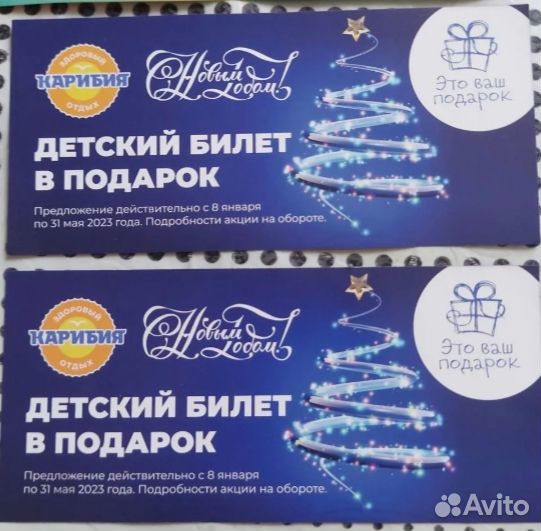 ЗДОРОВЫЙ
КАРИБИЯ
ОТДЫХ
С Новым годом!
Это ваш
подарок
ДЕТСКИЙ БИЛЕТ
В ПОДАРОК
Предложение действительно с 8 января
по 31 мая 2023 года. Подробности акции на обороте.
ЗДОРОВЫЙ
КАРИБИЯ
ОТДЫХ
С Новым годом!
Это ваш
подарок
ДЕТСКИЙ БИЛЕТ
В ПОДАРОК
Предложение действительно с 8 января
по 31 мая 2023 года. Подробности акции на обороте.
Avito